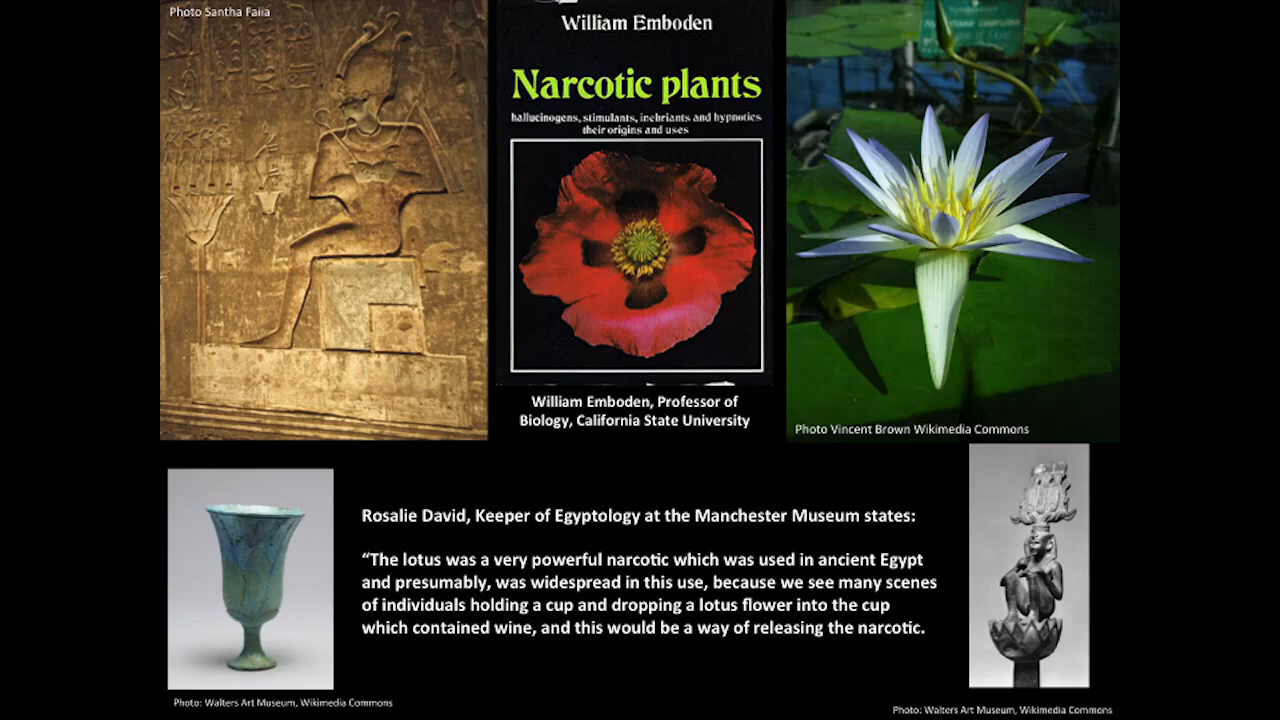 Photo Santha Faiia
William Emboden
Narcotic plants
hallucinogens, stimulants, inebriants and hypnotics
their origins and uses
William Emboden, Professor of
Biology, California State University
Photo Vincent Brown Wikimedia Commons
Rosalie David, Keeper of Egyptology at the Manchester Museum states:
“The lotus was a very powerful narcotic which was used in ancient Egypt
and presumably, was widespread in this use, because we see many scenes
of individuals holding a cup and dropping a lotus flower into the cup
which contained wine, and this would be a way of releasing the narcotic.
Photo: Walters Art Museum, Wikimedia Commons
Photo: Walters Art Museum, Wikimedia Commons